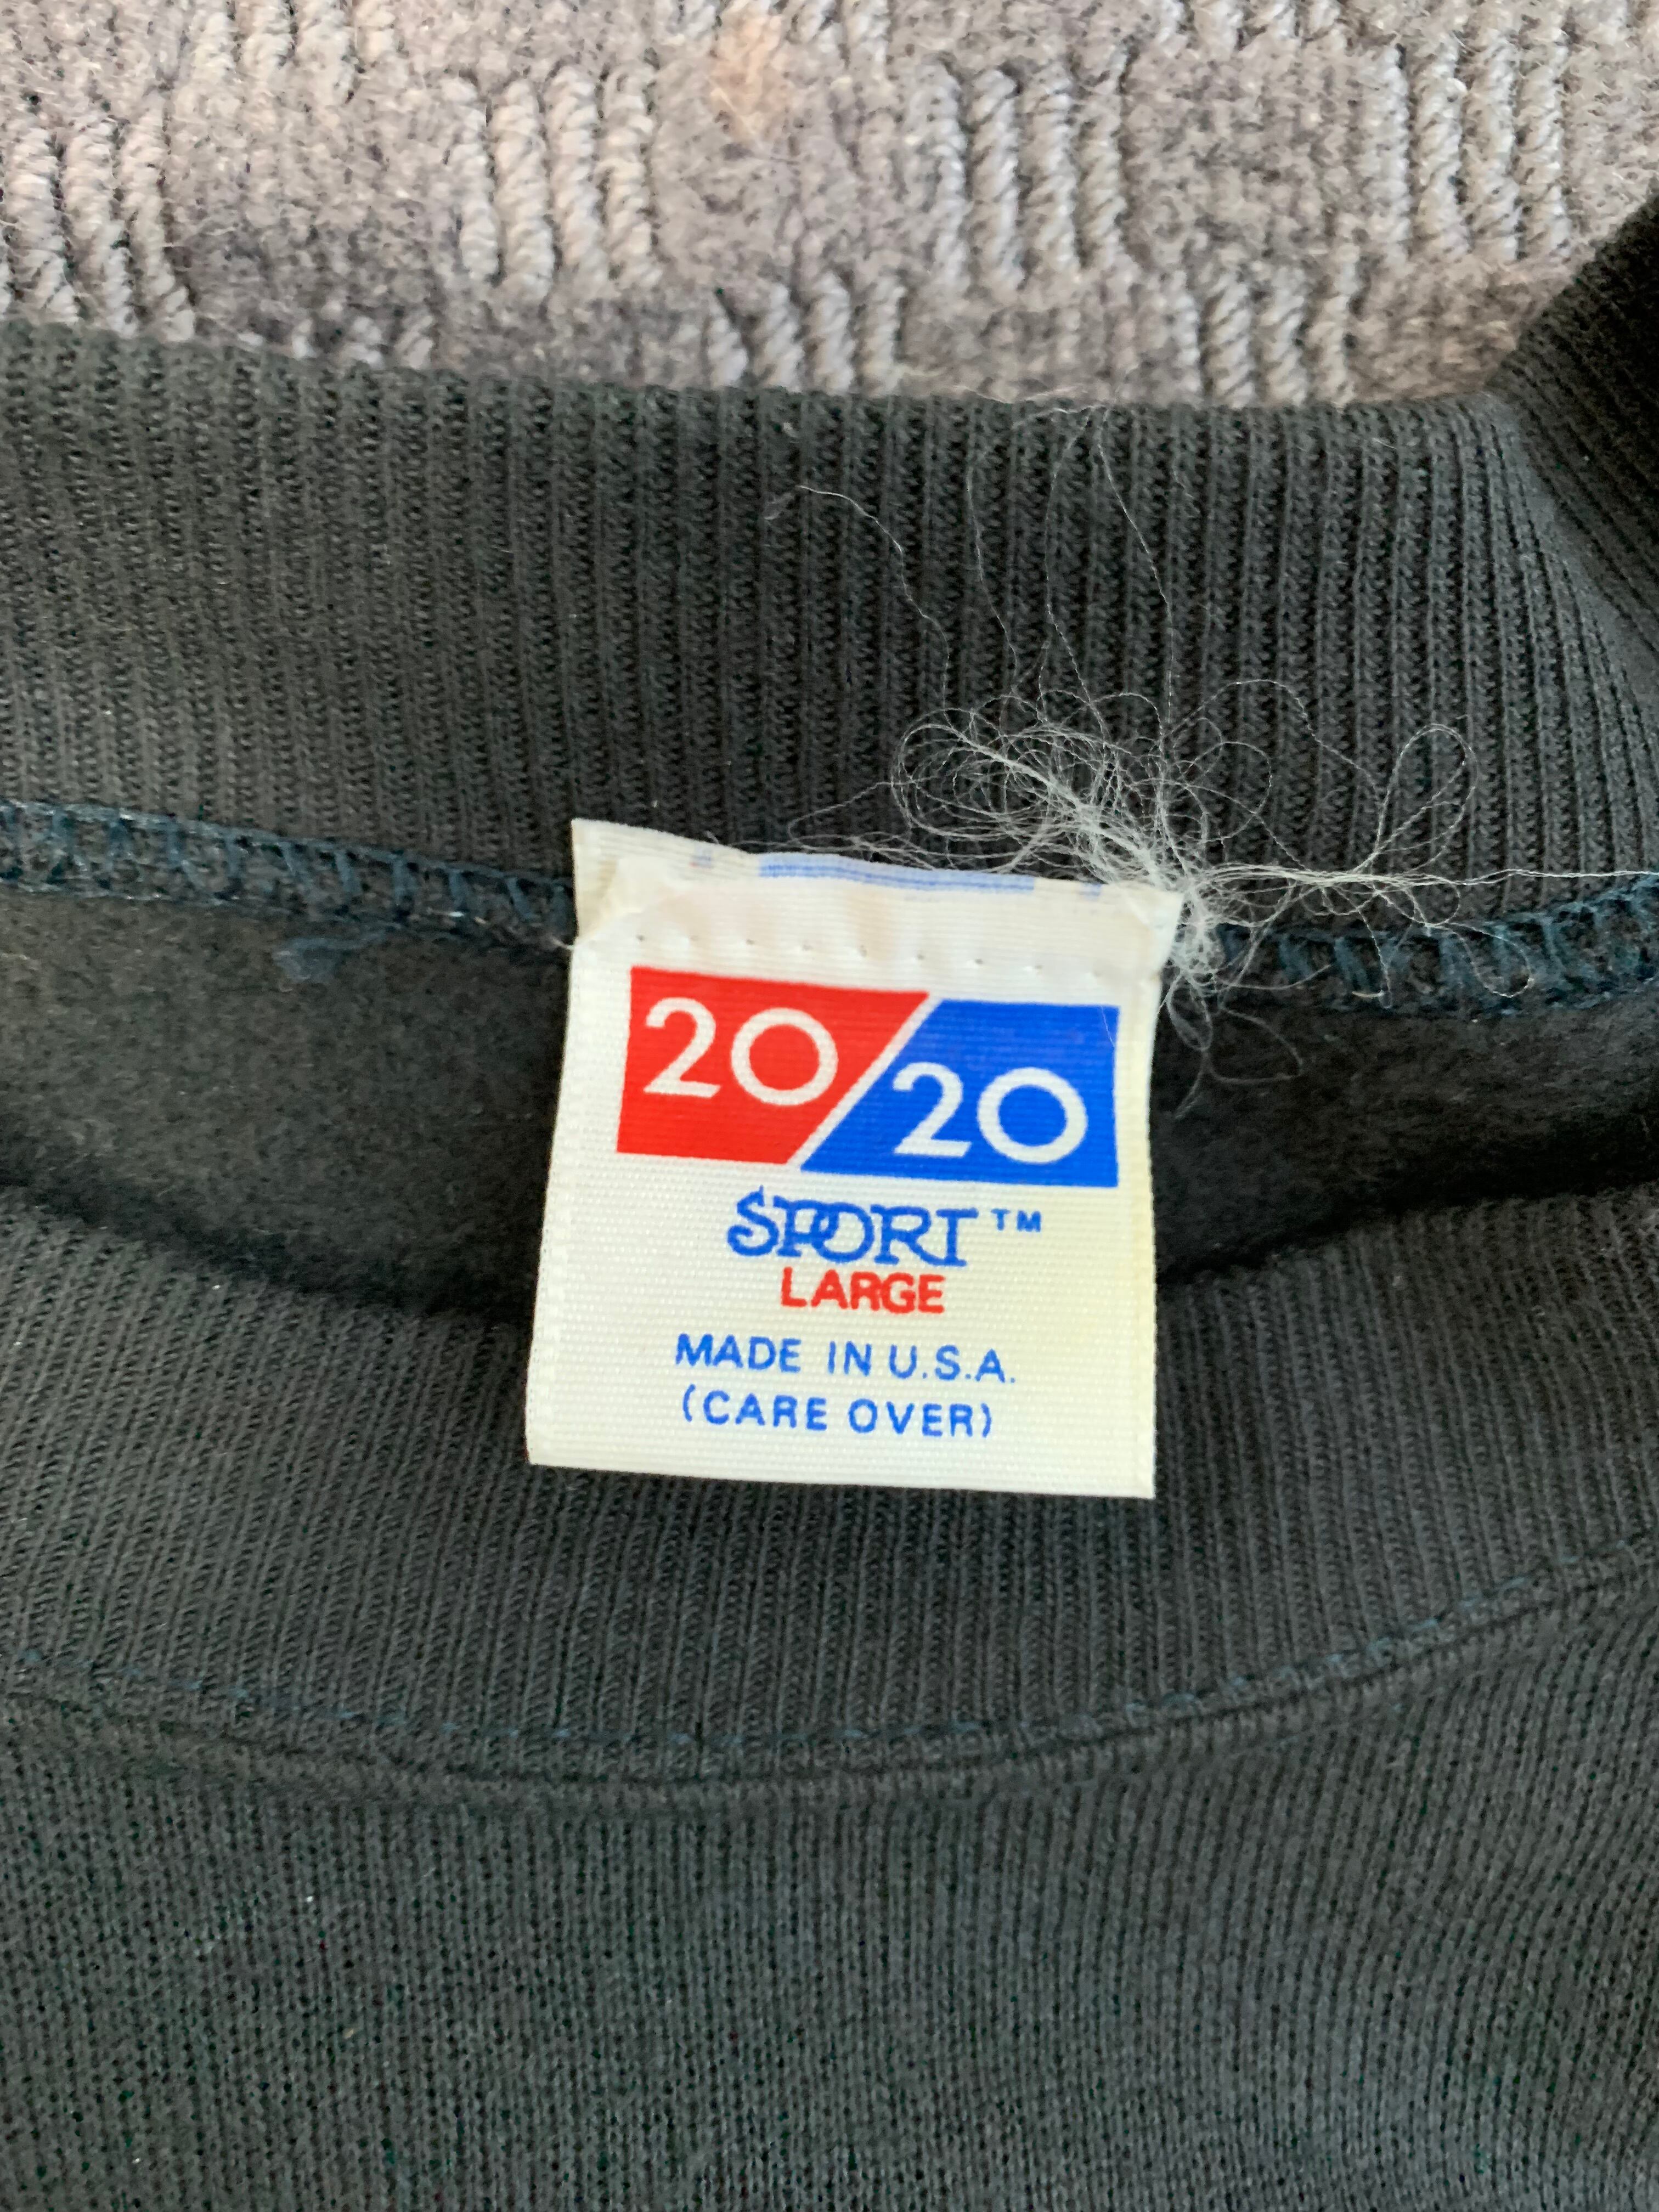 20/20
SPORT™
LARGE
MADE IN U.S.A.
(CARE OVER)